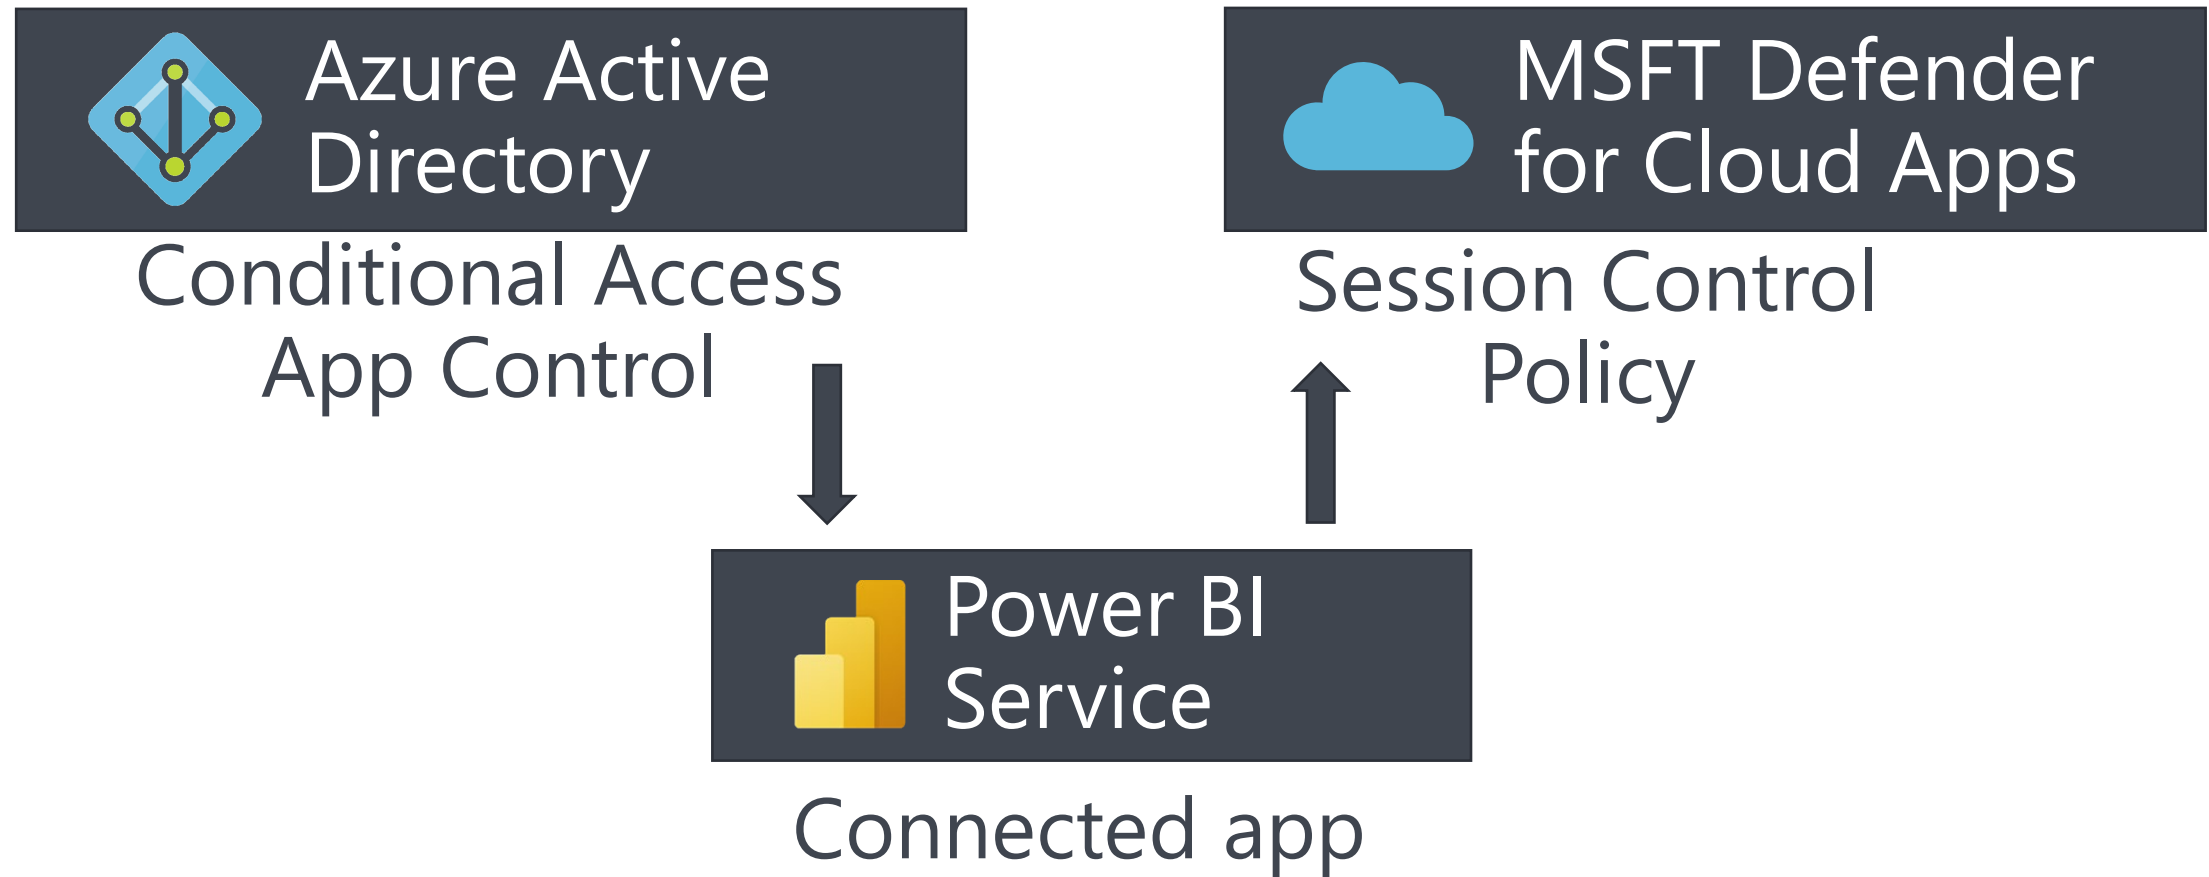 Azure Active
Directory
Conditional Access
App Control
MSFT Defender
for Cloud Apps
Session Control
Policy
Power BI
Service
Connected app